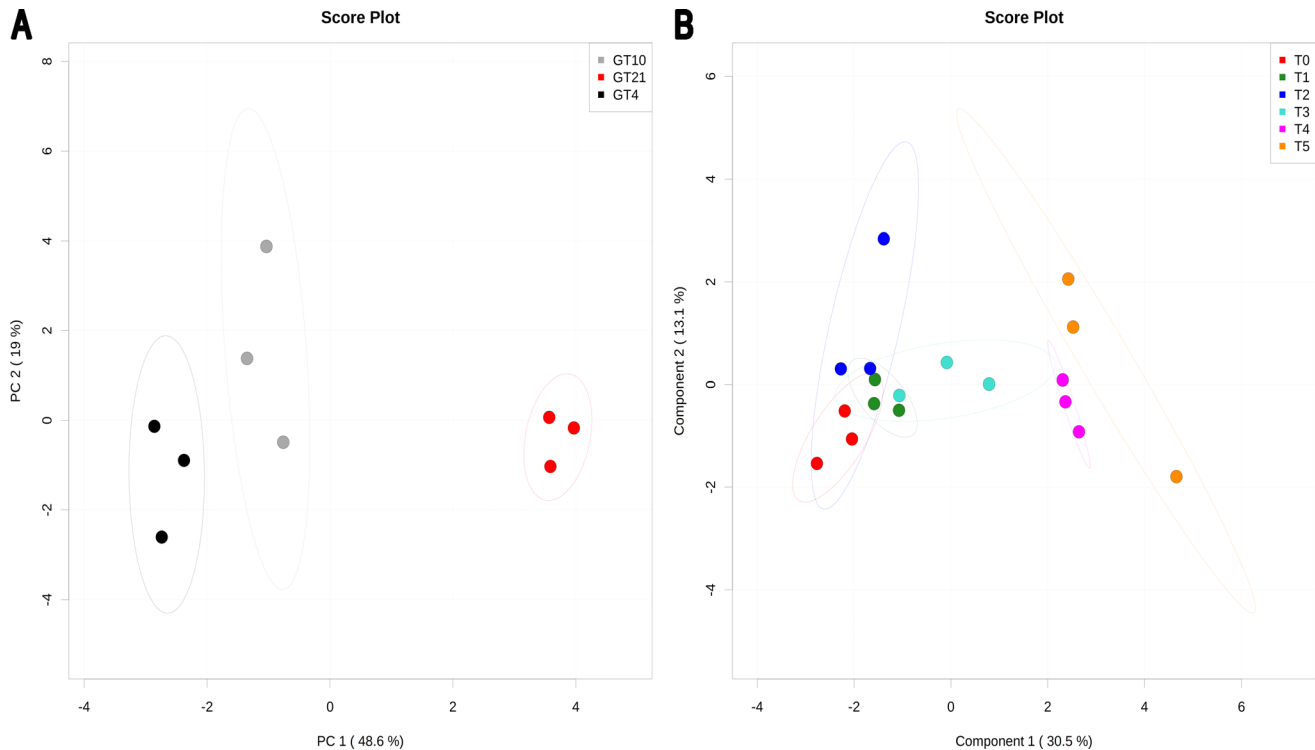 A
Score Plot
GT10
GT21
GT4
8
6
4
2
0
-2
-4
PC 2 ( 19 %)
-4
-2
0
2
4
PC 1 ( 48.6 %)
B
Score Plot
T0
T1
T2
T3
T4
T5
6
4
2
0
-2
-4
Component 2 ( 13.1 %)
-4
-2
0
2
4
6
Component 1 ( 30.5 %)